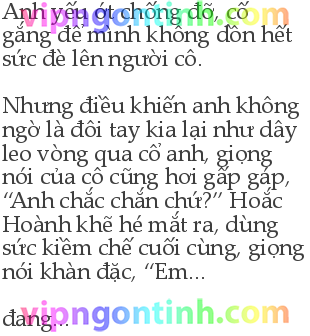 Anh yếu ớt chống đỡ, cố
vipngontinh.com
gắng để mình không dồn hết
sức đè lên người cô.
Nhưng điều khiến anh không
ngờ là đôi tay kia lại như dây
leo vòng qua cổ anh, giọng
nói của cô cũng hơi gấp gáp,
“Anh chắc chắn chứ?” Hoắc
Hoành khẽ hé mắt ra, dùng
sức kiềm chế cuối cùng, giọng
nói khàn đặc, “Em...
đang...
vipngontinh.com